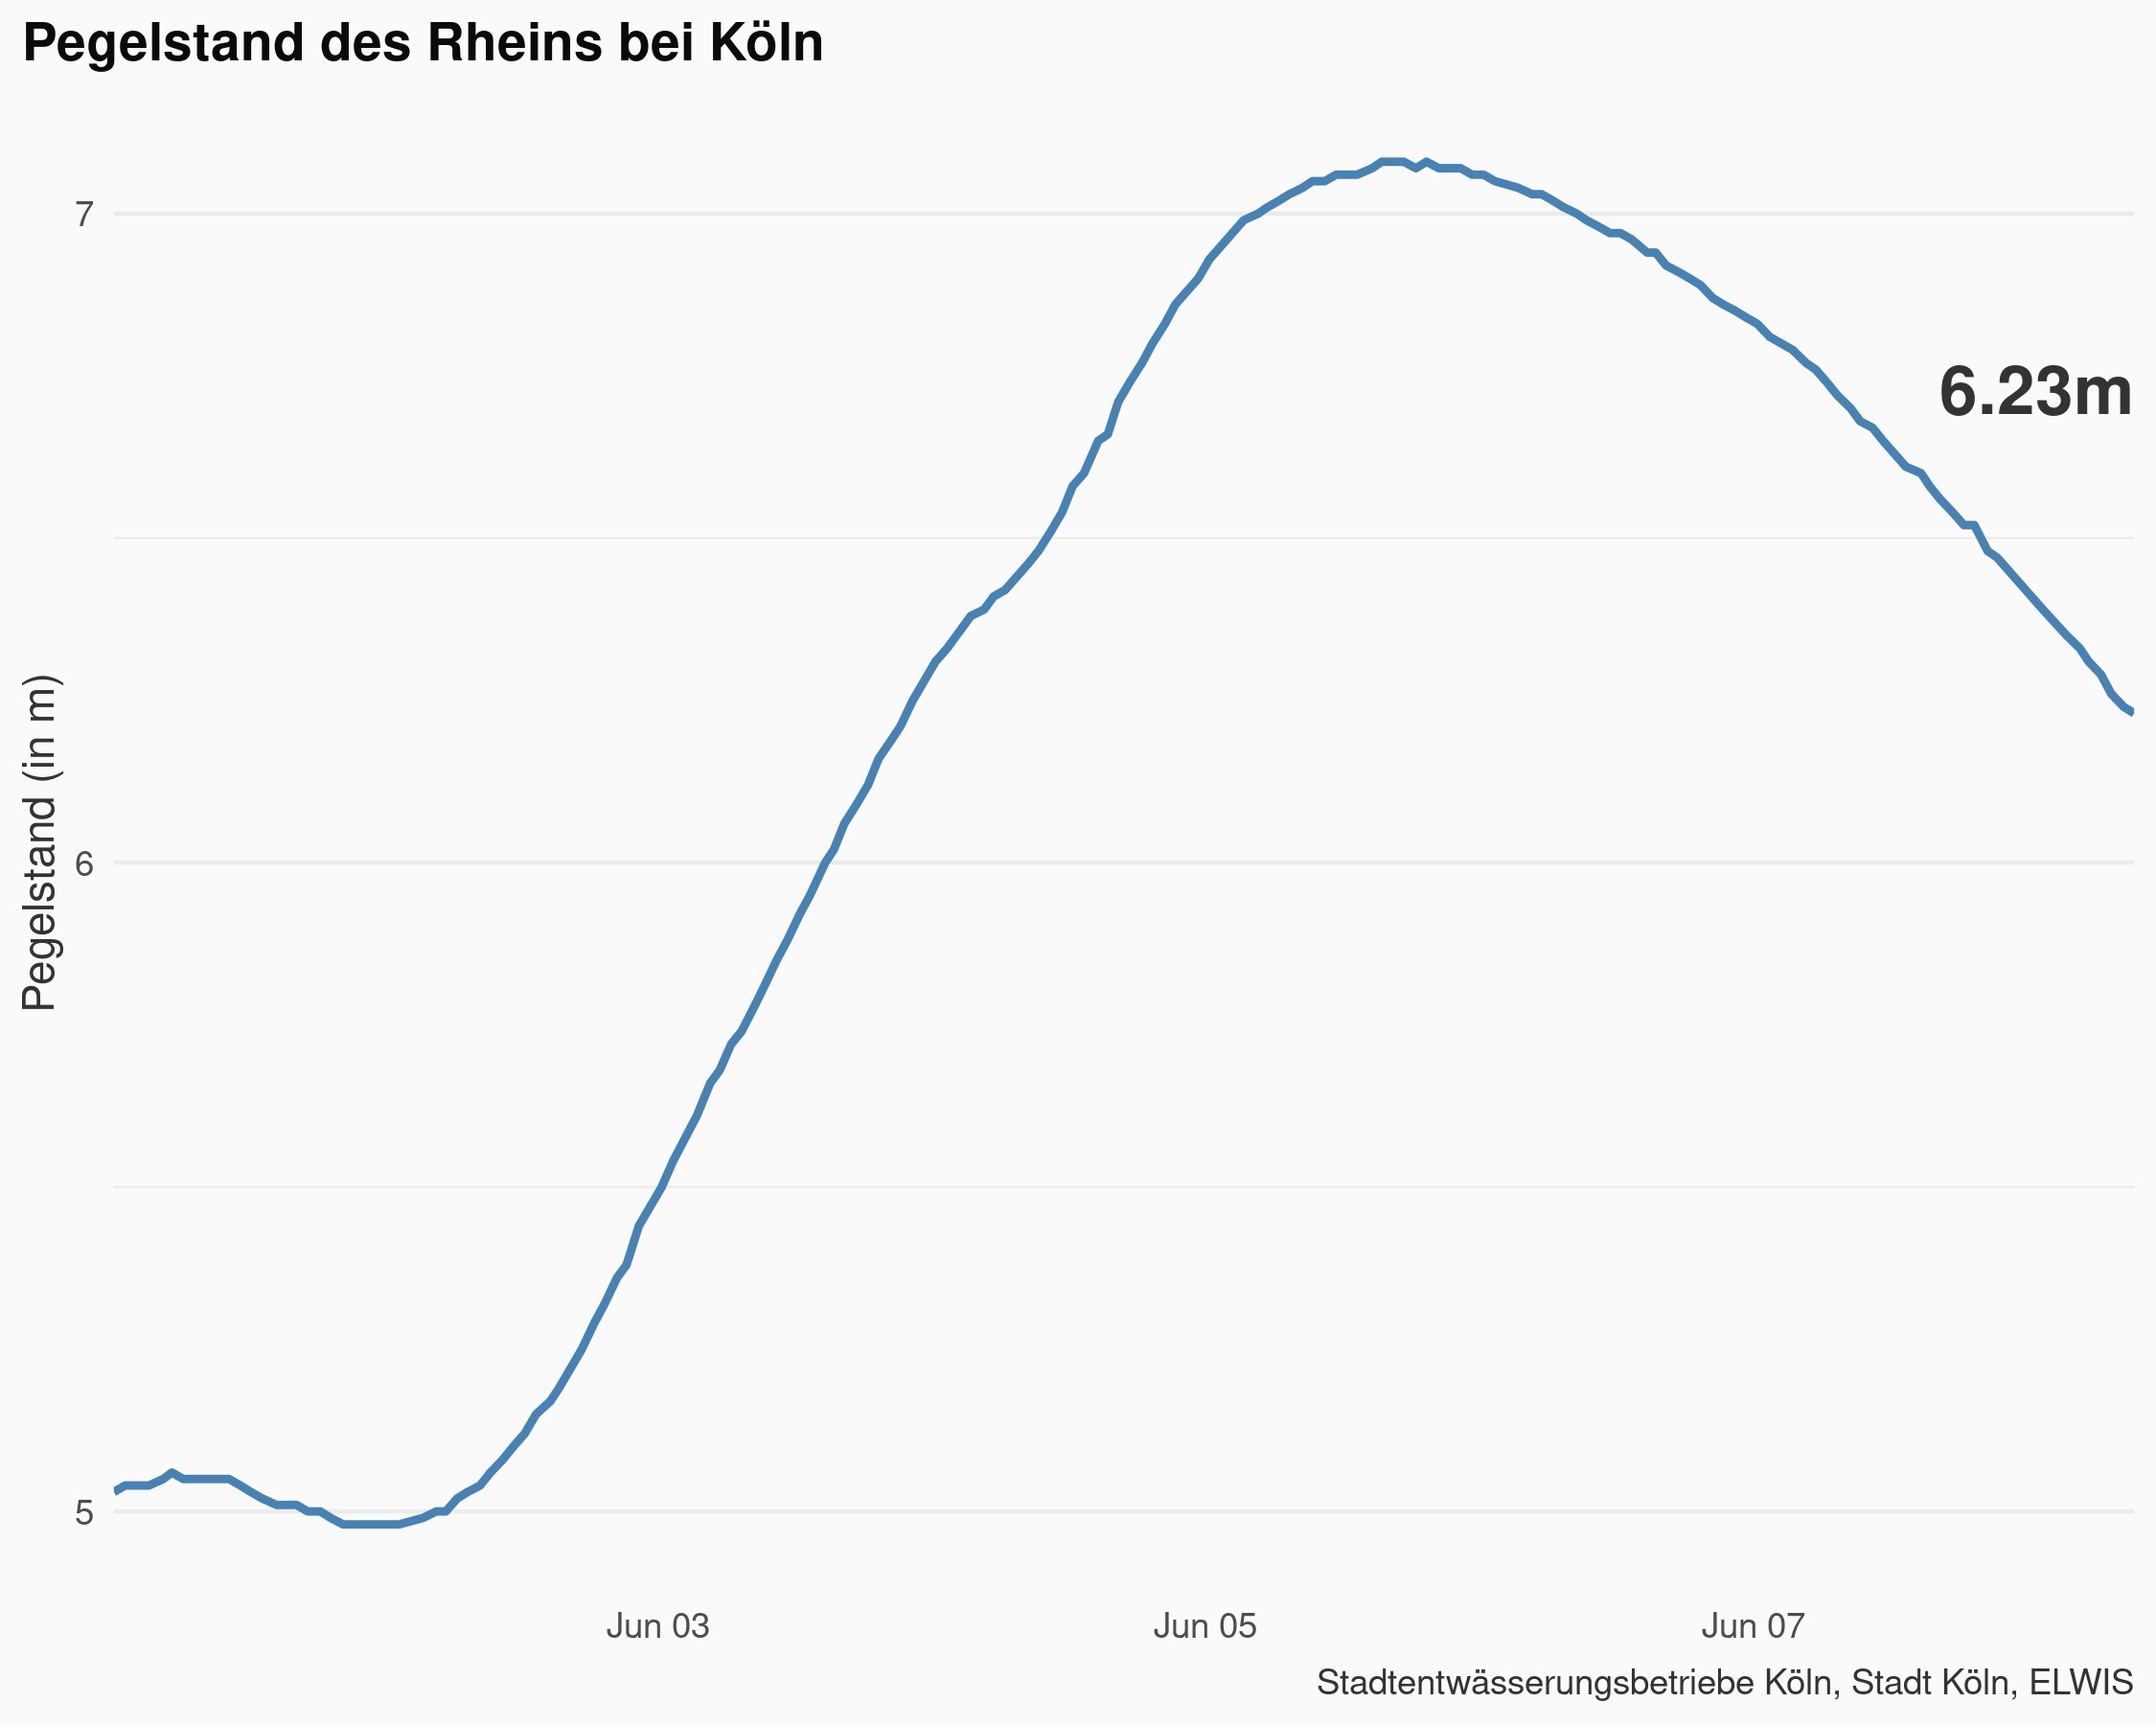 Pegelstand des Rheins bei Köln
7
6.23m
Pegelstand (in m)
6
5
Jun 03
Jun 05
Jun 07
Stadtentwässerungsbetriebe Köln, Stadt Köln, ELWIS